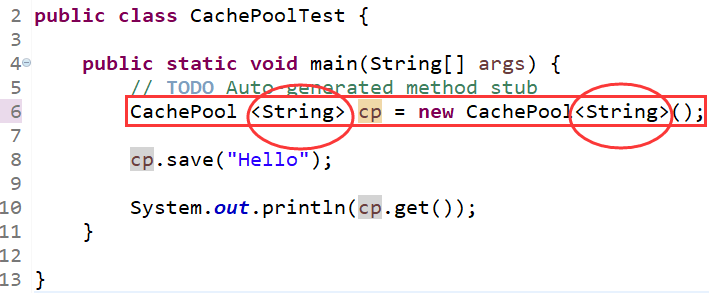 2 public class CachePoolTest {
3
4 public static void main(String[] args) {
5 // TODO Auto-generated method stub
6 CachePool <String> cp = new CachePool<String>();
7
8 cp.save("Hello");
9
10 System.out.println(cp.get());
11 }
12
13 }